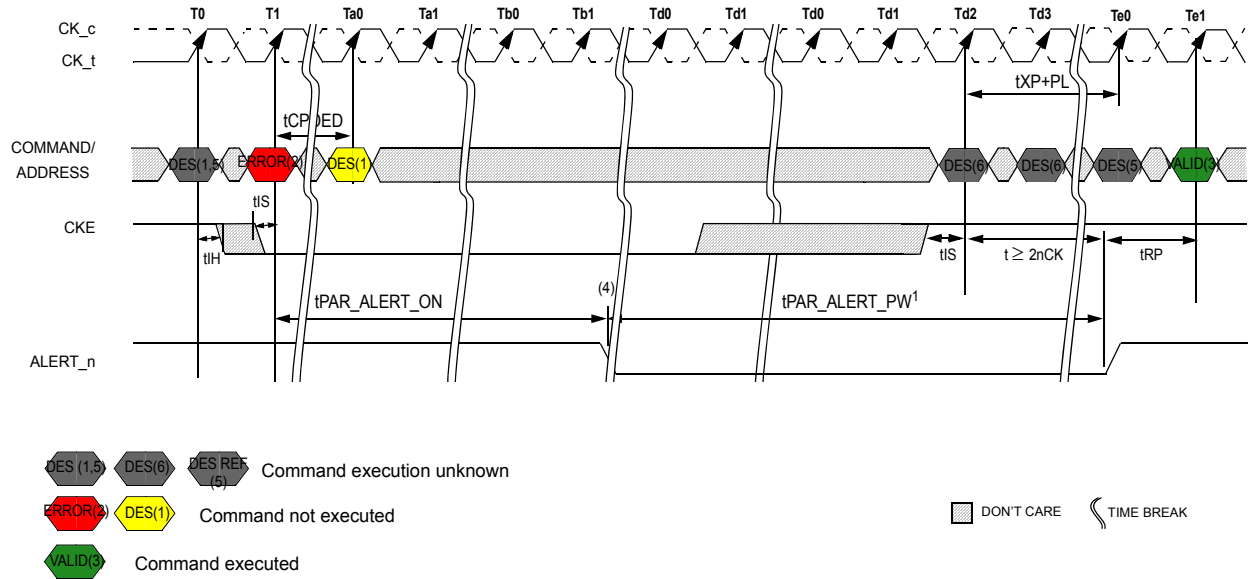 T0 T1 Ta0 Ta1 Tb0 Tb1 Td0 Td1 Td0 Td1 Td2 Td3 Te0 Te1
CK_c
CK_t
tXP+PL
tCPDED
COMMAND/
ADDRESS
DES(1,5) ERROR(2) DES(1) DES(6) DES(6) DES(5) VALID(3)
tIS
CKE
tIH
tIS t ≥ 2nCK tRP
(4)
tPAR_ALERT_ON tPAR_ALERT_PW1
ALERT_n
DES (1,5) DES(6) DES REF (5) Command execution unknown
ERROR(2) DES(1) Command not executed
DON'T CARE TIME BREAK
VALID(3) Command executed